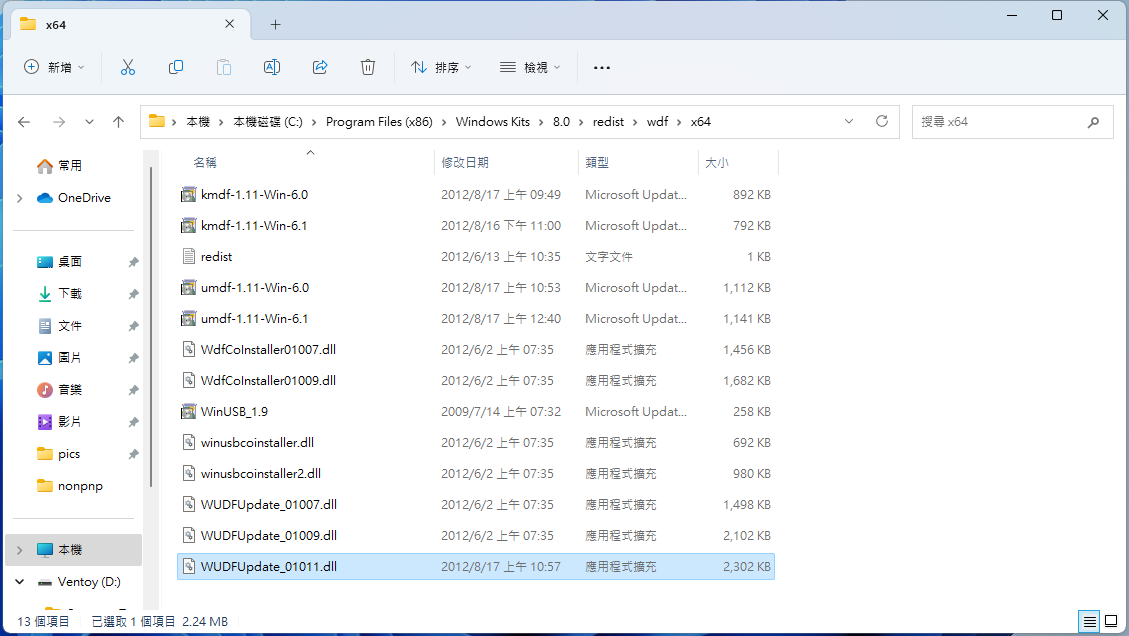 x64
新增
排序
檢視
本機 > 本機磁碟 (C:) > Program Files (x86) > Windows Kits > 8.0 > redist > wdf > x64
搜尋 x64
常用
OneDrive
桌面
下載
文件
圖片
音樂
影片
pics
nonpnp
本機
Ventoy (D:)
名稱 修改日期 類型 大小
kmdf-1.11-Win-6.0 2012/8/17 上午 09:49 Microsoft Updat... 892 KB
kmdf-1.11-Win-6.1 2012/8/16 下午 11:00 Microsoft Updat... 792 KB
redist 2012/6/13 上午 10:35 文字文件 1 KB
umdf-1.11-Win-6.0 2012/8/17 上午 10:53 Microsoft Updat... 1,112 KB
umdf-1.11-Win-6.1 2012/8/17 上午 12:40 Microsoft Updat... 1,141 KB
WdfCoInstaller01007.dll 2012/6/2 上午 07:35 應用程式擴充 1,456 KB
WdfCoInstaller01009.dll 2012/6/2 上午 07:35 應用程式擴充 1,682 KB
WinUSB_1.9 2009/7/14 上午 07:32 Microsoft Updat... 258 KB
winusbcoinstaller.dll 2012/6/2 上午 07:35 應用程式擴充 692 KB
winusbcoinstaller2.dll 2012/6/2 上午 07:35 應用程式擴充 980 KB
WUDFUpdate_01007.dll 2012/6/2 上午 07:35 應用程式擴充 1,498 KB
WUDFUpdate_01009.dll 2012/6/2 上午 07:35 應用程式擴充 2,102 KB
WUDFUpdate_01011.dll 2012/8/17 上午 10:57 應用程式擴充 2,302 KB
13 個項目 已選取 1 個項目 2.24 MB